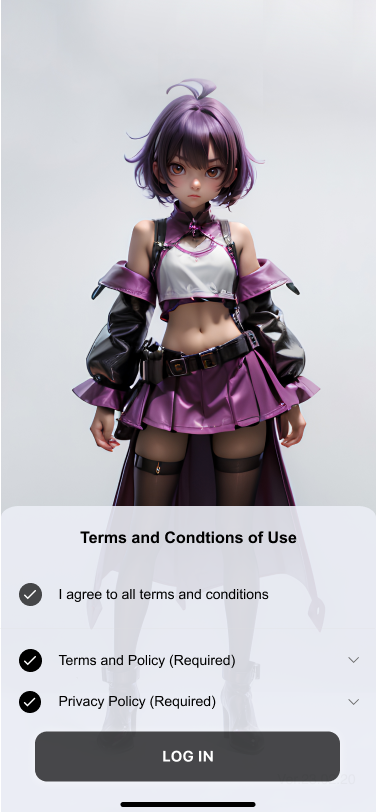 Terms and Condtions of Use
I agree to all terms and conditions
Terms and Policy (Required)
Privacy Policy (Required)
LOG IN